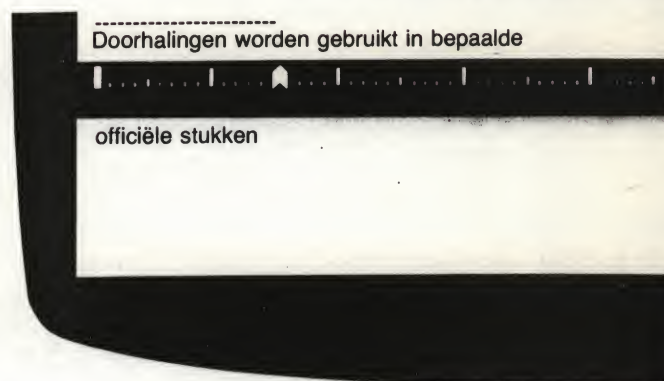 ------------------------
Doorhalingen worden gebruikt in bepaalde
officiële stukken